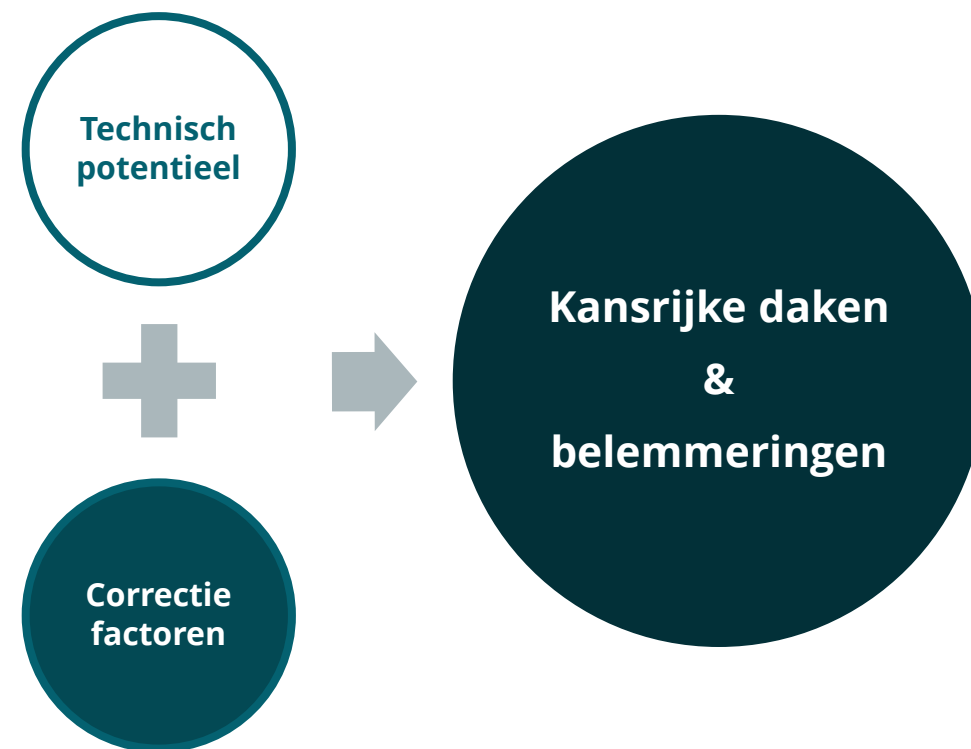 Technisch
potentieel
Correctie
factoren
Kansrijke daken
&
belemmeringen